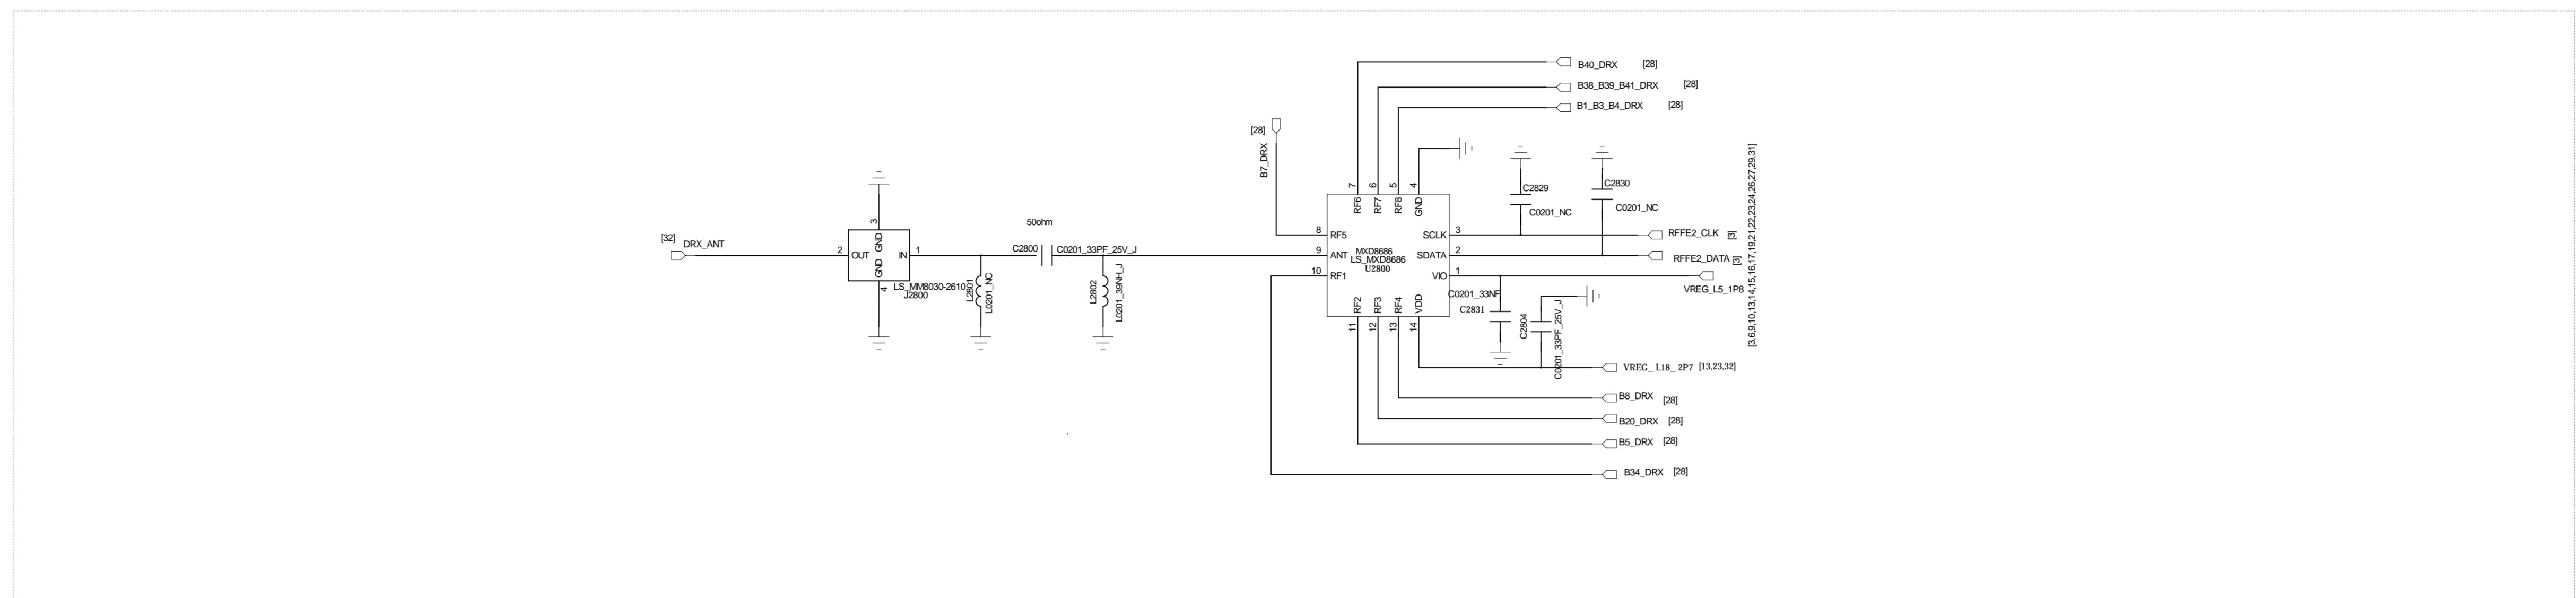 B40_DRX [28]
B38_B39_B41_DRX [28]
B1_B3_B4_DRX [28]
[28]
B7_DRX
7
6
5
4
RF6
RF7
RF8
GND
C2829
C0201_NC
C2830
C0201_NC
[3,6,9,10,13,14,15,16,17,19,21,22,23,24,26,27,29,31]
[32] DRX_ANT
2
OUT
3
GND
GND
4
IN
1
LS_MM8030-2610
J2800
50ohm
C2800
C0201_33PF_25V_J
L2801
L0201_NC
L2802
L0201_39NH_J
8 RF5
9 ANT
10 RF1
MXD8686
LS_MXD8686
U2800
SCLK 3
SDATA 2
VIO 1
RFFE2_CLK [3]
RFFE2_DATA [3]
VREG_L5_1P8
RF2
RF3
RF4
VDD
11
12
13
14
C0201_33NF
C2831
C2804
C0201_33PF_25V_J
VREG_L18_2P7 [13,23,32]
B8_DRX [28]
B20_DRX [28]
B5_DRX [28]
B34_DRX [28]